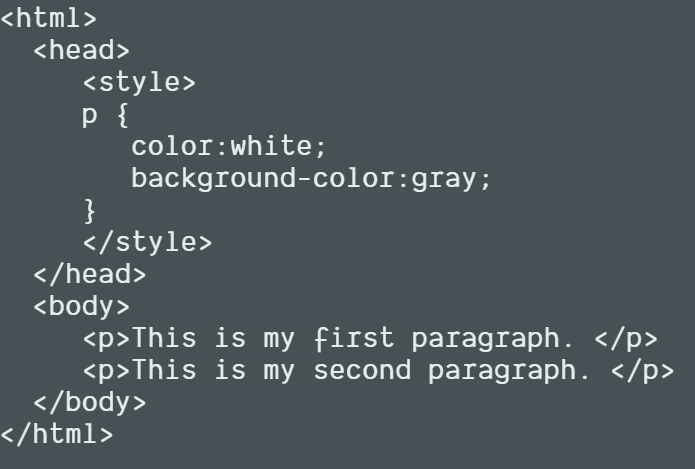 <html>
  <head>
     <style>
     p {
        color:white;
        background-color:gray;
     }
     </style>
  </head>
  <body>
     <p>This is my first paragraph. </p>
     <p>This is my second paragraph. </p>
  </body>
</html>